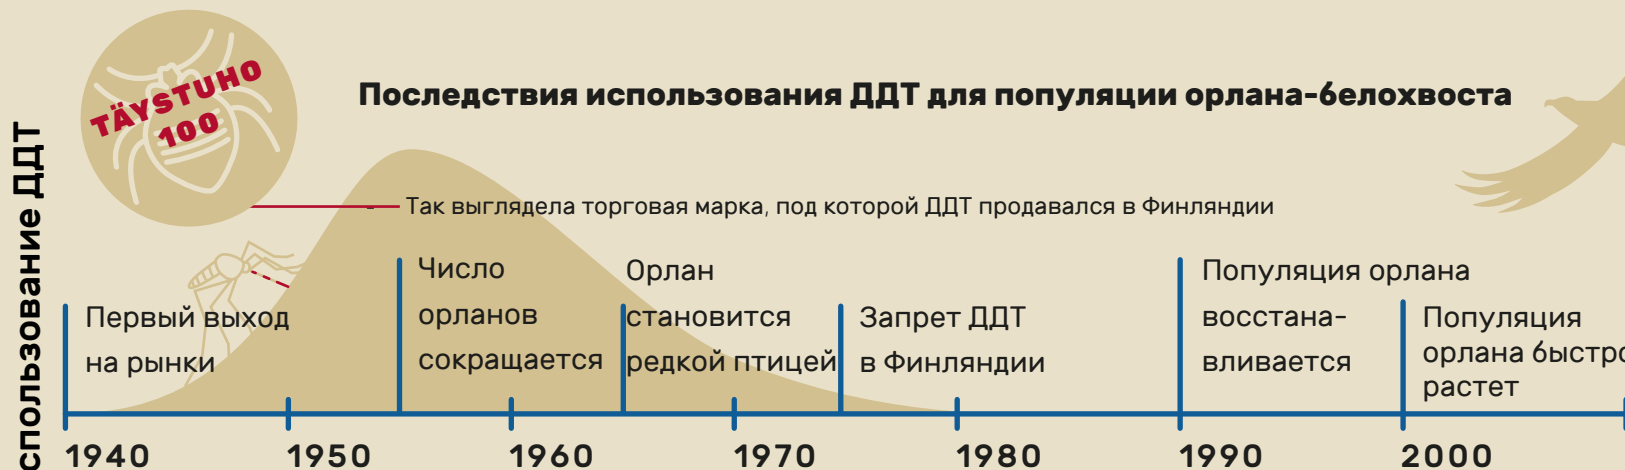 TÄYSTUHO
100
Последствия использования ДДТ для популяции орлана-белохвоста
Так выглядела торговая марка, под которой ДДТ продавался в Финляндии
спользование ДДТ
Первый выход
на рынки
Число
орланов
сокращается
Орлан
становится
редкой птицей
Запрет ДДТ
в Финляндии
Популяция орлана
восстана-
вливается
Популяция
орлана быстро
растет
1940 1950 1960 1970 1980 1990 2000